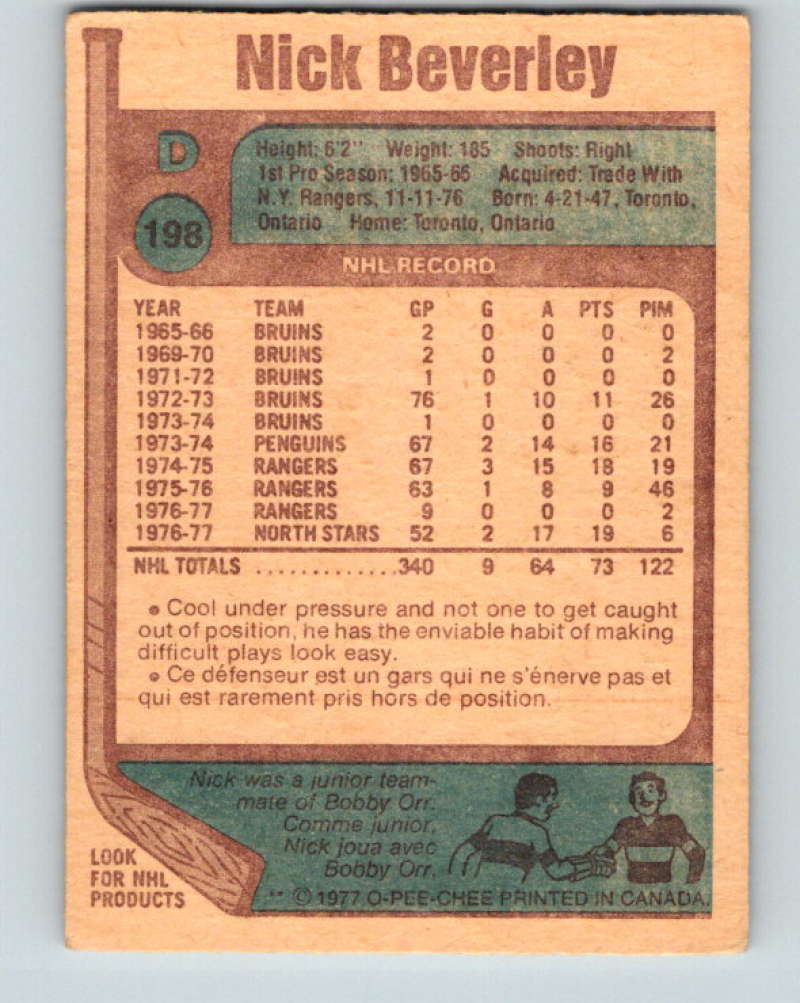 Nick Beverley
D
198
Height: 6'2" Weight: 185 Shoots: Right
1st Pro Season: 1965-66 Acquired: Trade With
N.Y. Rangers, 11-11-76 Born: 4-21-47, Toronto,
Ontario Home: Toronto, Ontario
NHL RECORD
YEAR TEAM GP G A PTS PIM
1965-66 BRUINS 2 0 0 0 0
1969-70 BRUINS 2 0 0 0 2
1971-72 BRUINS 1 0 0 0 0
1972-73 BRUINS 76 1 10 11 26
1973-74 BRUINS 1 0 0 0 0
1973-74 PENGUINS 67 2 14 16 21
1974-75 RANGERS 67 3 15 18 19
1975-76 RANGERS 63 1 8 9 46
1976-77 RANGERS 9 0 0 0 2
1976-77 NORTH STARS 52 2 17 19 6
NHL TOTALS .............340 9 64 73 122
• Cool under pressure and not one to get caught
out of position, he has the enviable habit of making
difficult plays look easy.
• Ce défenseur est un gars qui ne s'énerve pas et
qui est rarement pris hors de position.
Nick was a junior team-
mate of Bobby Orr.
Comme junior,
Nick joua avec
Bobby Orr.
LOOK
FOR NHL
PRODUCTS
** © 1977 O-PEE-CHEE PRINTED IN CANADA.